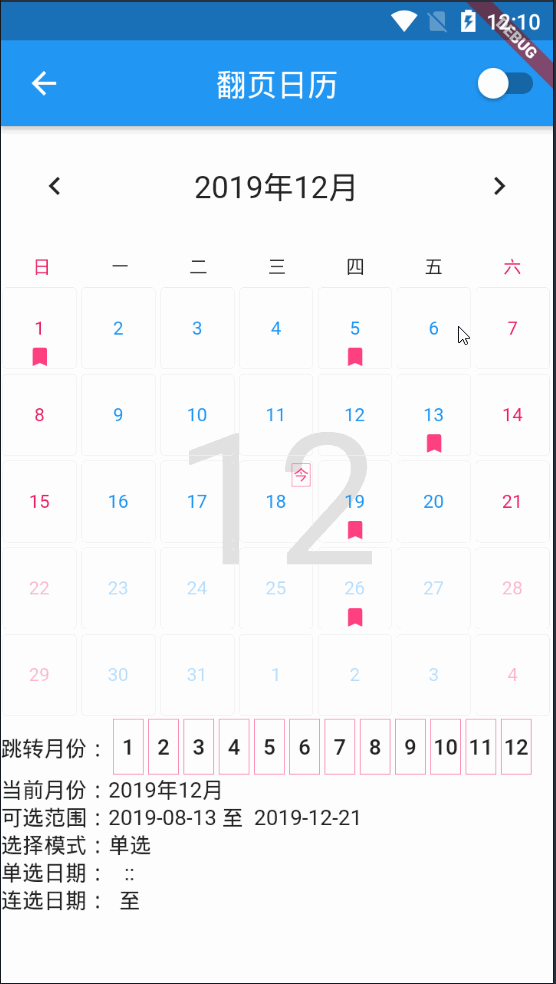 12:10
DEBUG
翻页日历
2019年12月
日 一 二 三 四 五 六
1 2 3 4 5 6 7
8 9 10 11 12 13 14
12
今
15 16 17 18 19 20 21
22 23 24 25 26 27 28
29 30 31 1 2 3 4
跳转月份： 1 2 3 4 5 6 7 8 9 10 11 12
当前月份：2019年12月
可选范围：2019-08-13 至 2019-12-21
选择模式：单选
单选日期： ::
连选日期： 至